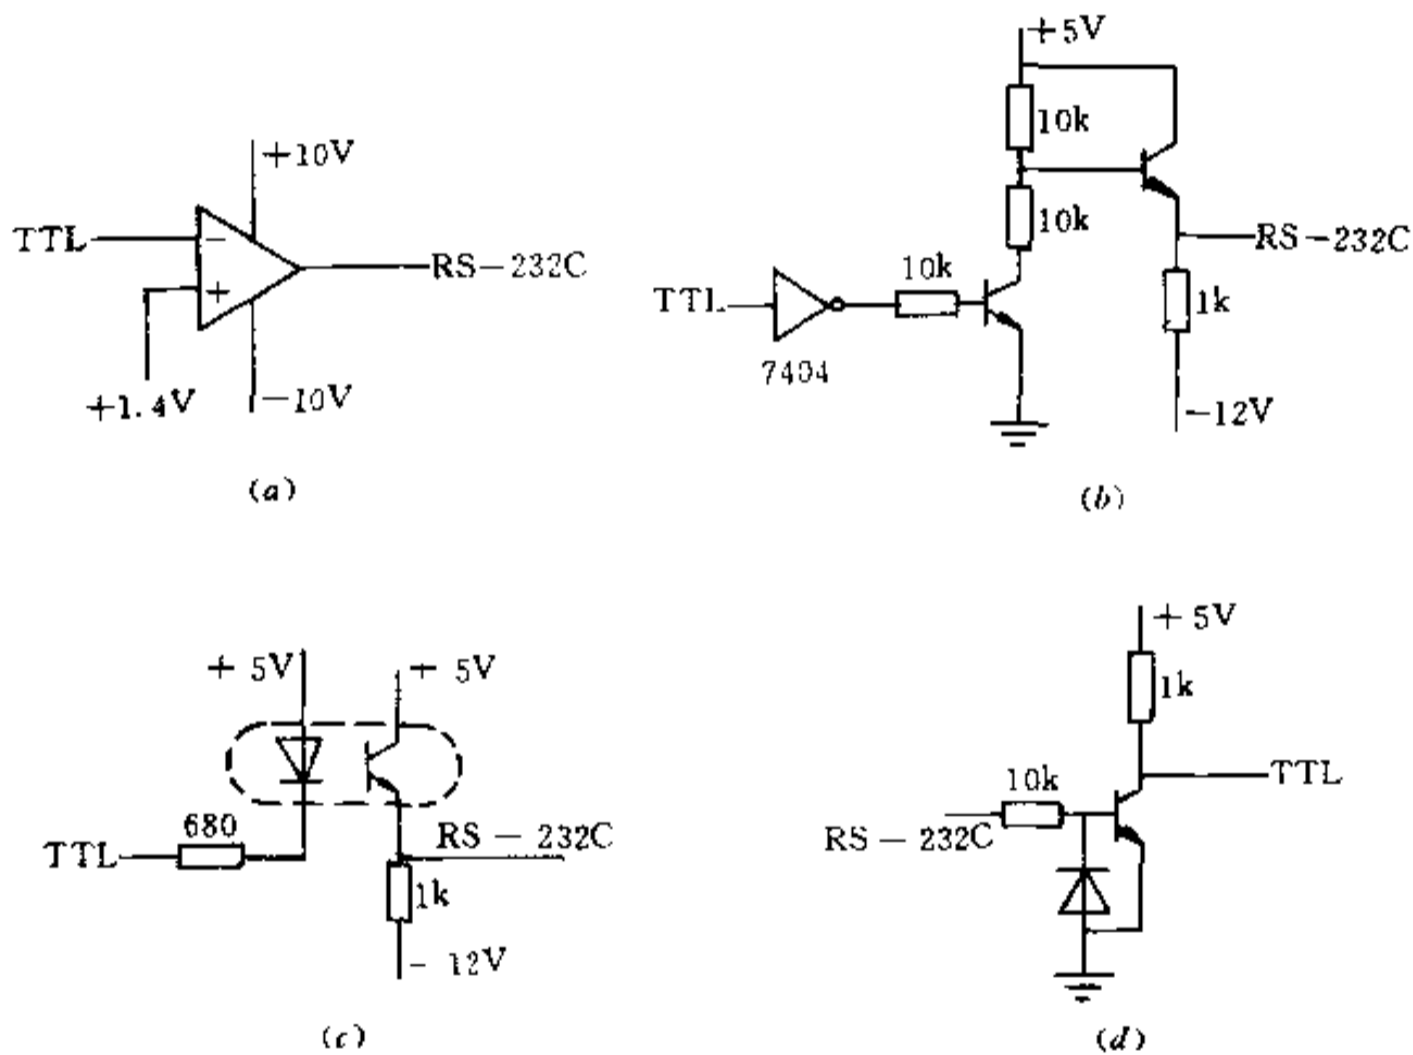 +10V
TTL
−
+
RS-232C
+1.4V
-10V
(a)
+5V
10k
10k
10k
TTL
7404
RS-232C
1k
-12V
(b)
+ 5V
+ 5V
680
TTL
RS - 232C
1k
- 12V
(c)
+ 5V
1k
10k
TTL
RS - 232C
(d)